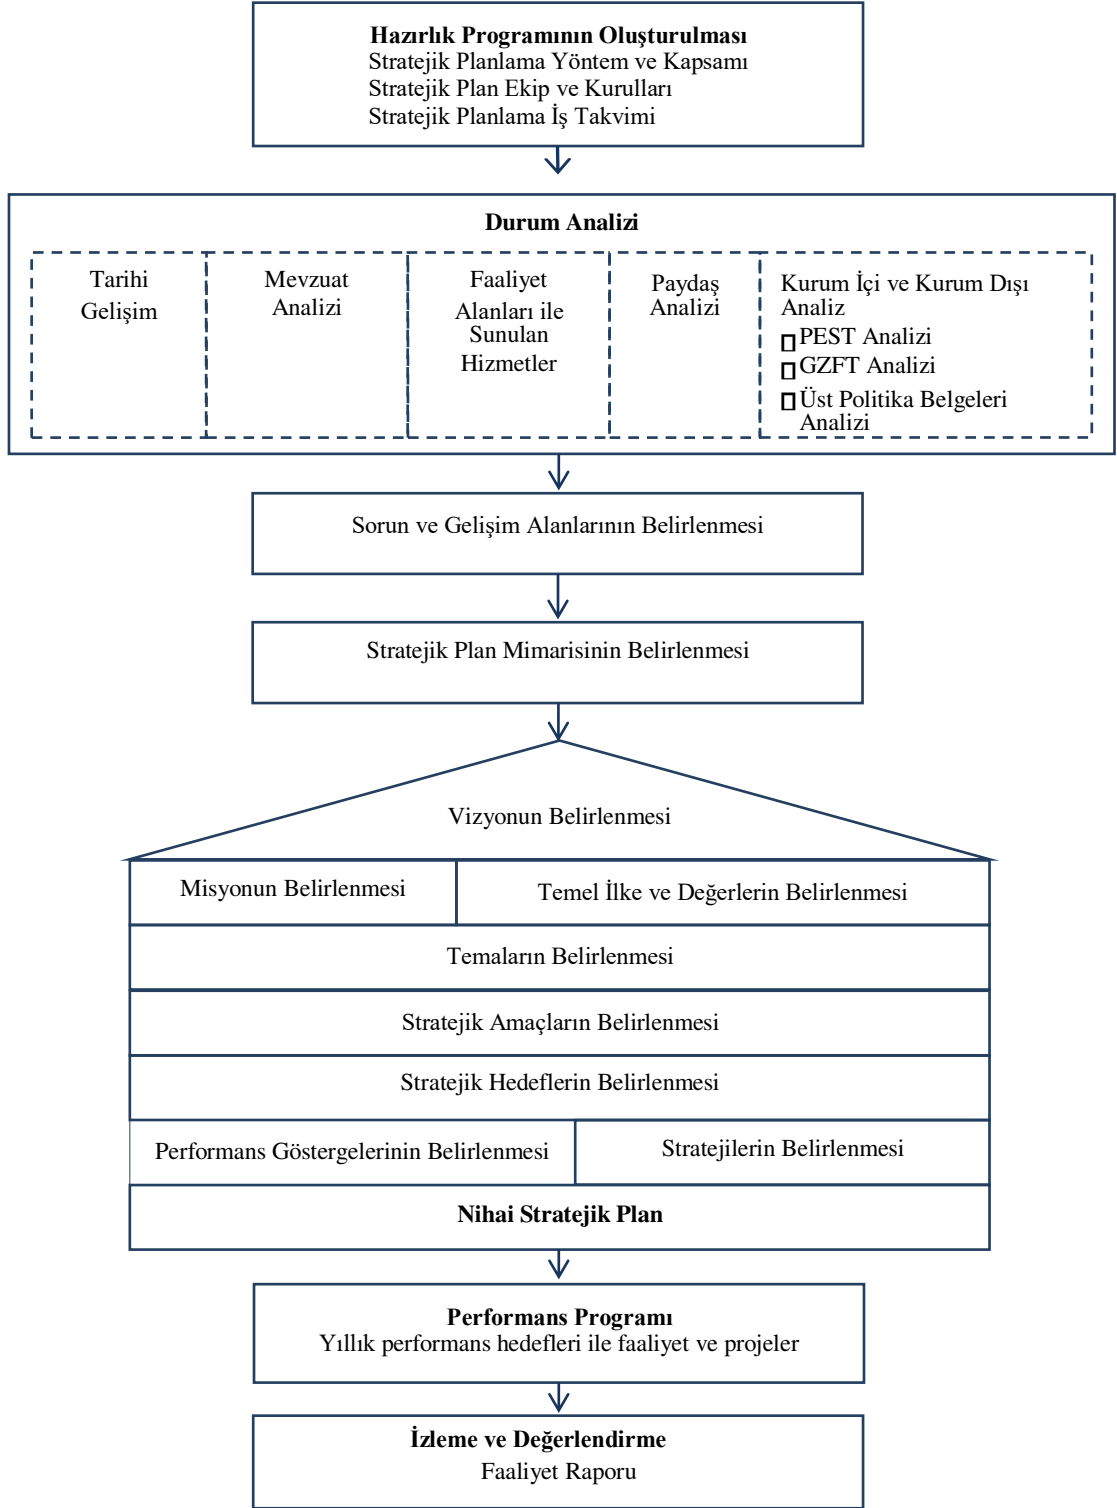 Hazırlık Programının Oluşturulması
Stratejik Planlama Yöntem ve Kapsamı
Stratejik Plan Ekip ve Kurulları
Stratejik Planlama İş Takvimi
Durum Analizi
Tarihi
Gelişim
Mevzuat
Analizi
Faaliyet
Alanları ile
Sunulan
Hizmetler
Paydaş
Analizi
Kurum İçi ve Kurum Dışı
Analiz
PEST Analizi
GZFT Analizi
Üst Politika Belgeleri
Analizi
Sorun ve Gelişim Alanlarının Belirlenmesi
Stratejik Plan Mimarisinin Belirlenmesi
Vizyonun Belirlenmesi
Misyonun Belirlenmesi
Temel İlke ve Değerlerin Belirlenmesi
Temaların Belirlenmesi
Stratejik Amaçların Belirlenmesi
Stratejik Hedeflerin Belirlenmesi
Performans Göstergelerinin Belirlenmesi
Stratejilerin Belirlenmesi
Nihai Stratejik Plan
Performans Programı
Yıllık performans hedefleri ile faaliyet ve projeler
İzleme ve Değerlendirme
Faaliyet Raporu